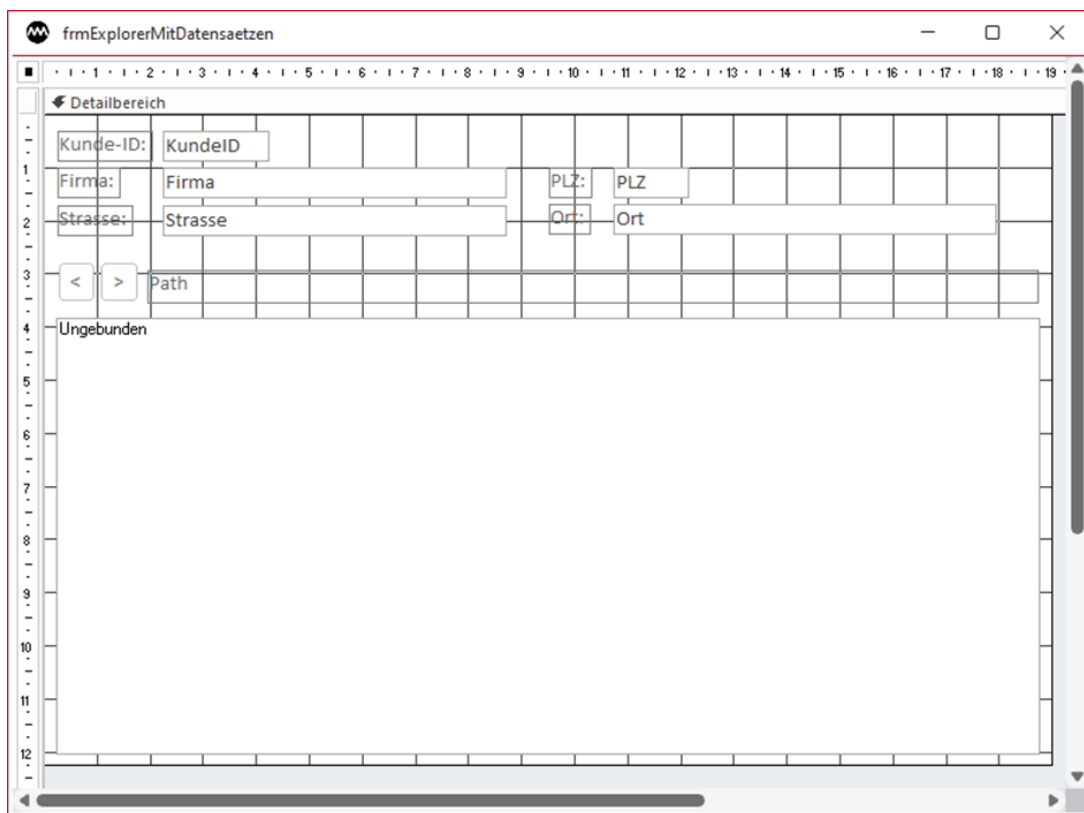 frmExplorerMitDatensaetzen
1 2 3 4 5 6 7 8 9 10 11 12 13 14 15 16 17 18 19
Detailbereich
Kunde-ID: KundeID
Firma: Firma PLZ: PLZ
Strasse: Strasse Ort: Ort
< > Path
Ungebunden
1
2
3
4
5
6
7
8
9
10
11
12